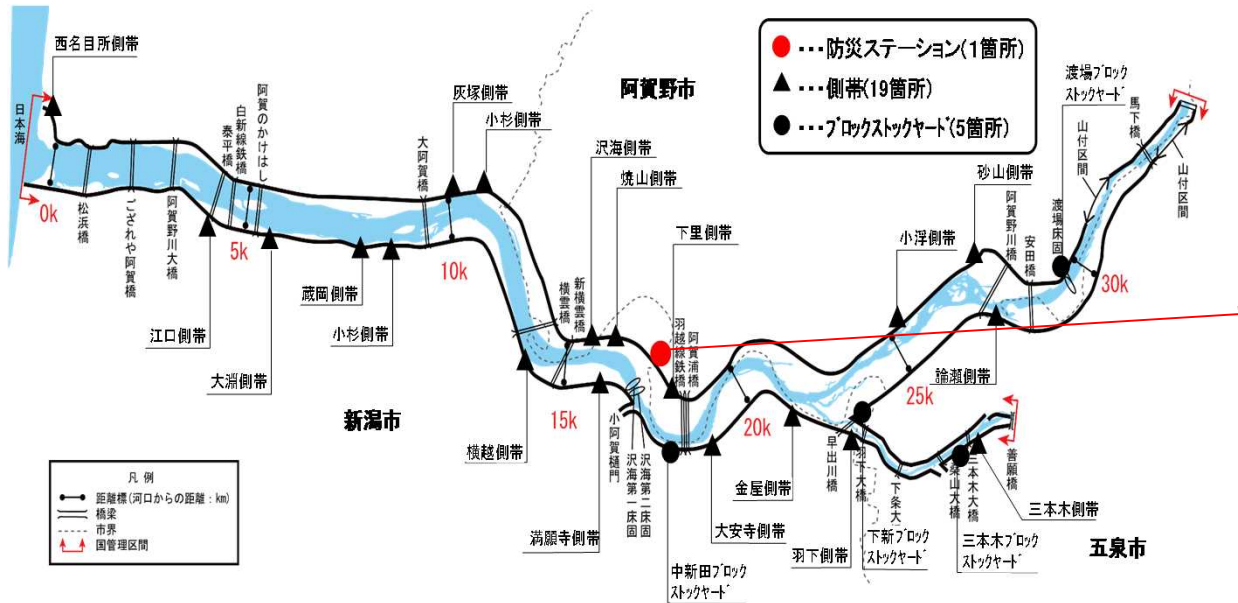 西名目所側帯
日本海
0k
松浜橋
ござれや阿賀橋
阿賀野川大橋
泰平橋
白新線鉄橋
阿賀のかけはし
江口側帯
5k
大淵側帯
蔵岡側帯
小杉側帯
大阿賀橋
10k
灰塚側帯
小杉側帯
阿賀野市
沢海側帯
焼山側帯
下里側帯
横雲橋
新横雲橋
15k
横越側帯
新潟市
満願寺側帯
小阿賀樋門
沢海第一床固
沢海第二床固
羽越線鉄橋
阿賀浦橋
中新田ブロック
ストックヤード
大安寺側帯
20k
金屋側帯
早出川橋
羽下側帯
羽下大橋
下新ブロック
ストックヤード
下条大
25k
小浮側帯
砂山側帯
阿賀野川橋
安田橋
論瀬側帯
渡場床固
渡場ブロック
ストックヤード
30k
山付区間
馬下橋
山付区間
桑山大橋
三本木大橋
善願橋
三本木側帯
三本木ブロック
ストックヤード
五泉市
●・・・防災ステーション(1箇所)
▲・・・側帯(19箇所)
●・・・ブロックストックヤード(5箇所)
凡例
距離標(河口からの距離：km)
橋梁
市界
国管理区間